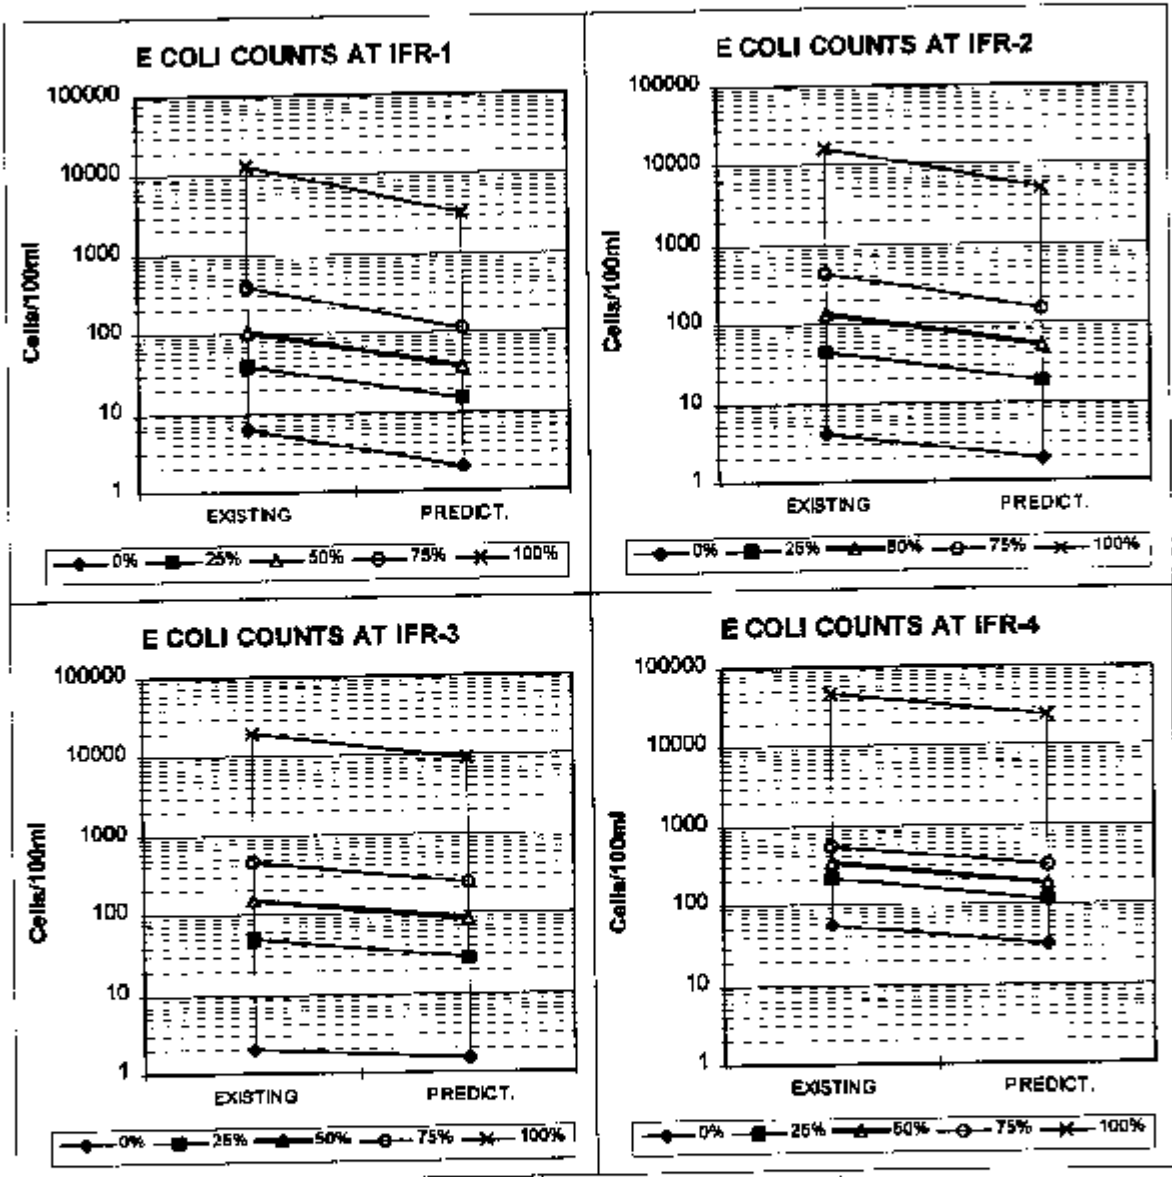 E COLI COUNTS AT IFR-1
100000
10000
1000
100
10
1
Cells/100ml
EXISTING PREDICT.
0% 25% 50% 75% 100%
E COLI COUNTS AT IFR-2
100000
10000
1000
100
10
1
Cells/100ml
EXISTING PREDICT.
0% 25% 50% 75% 100%
E COLI COUNTS AT IFR-3
100000
10000
1000
100
10
1
Cells/100ml
EXISTING PREDICT.
0% 25% 50% 75% 100%
E COLI COUNTS AT IFR-4
100000
10000
1000
100
10
1
Cells/100ml
EXISTING PREDICT.
0% 25% 50% 75% 100%